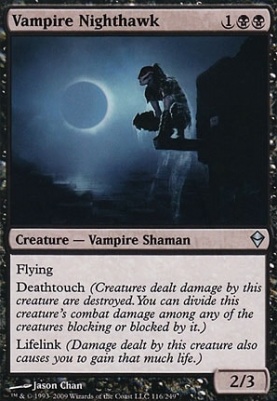 Vampire Nighthawk 1
Creature — Vampire Shaman
Flying
Deathtouch (Creatures dealt damage by this
creature are destroyed. You can divide this
creature's combat damage among any of the
creatures blocking or blocked by it.)
Lifelink (Damage dealt by this creature also
causes you to gain that much life.)
Jason Chan
™ & © 1993–2009 Wizards of the Coast LLC 116/249
2/3